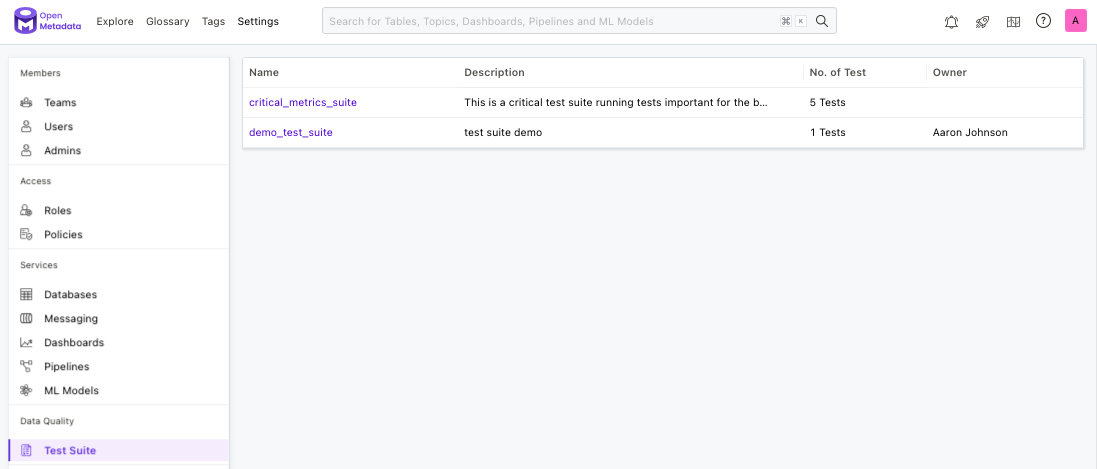 Open Metadata Explore Glossary Tags Settings Search for Tables, Topics, Dashboards, Pipelines and ML Models ⌘ K ? A
Members
Teams
Users
Admins
Access
Roles
Policies
Services
Databases
Messaging
Dashboards
Pipelines
ML Models
Data Quality
Test Suite
Name Description No. of Test Owner
critical_metrics_suite This is a critical test suite running tests important for the b... 5 Tests
demo_test_suite test suite demo 1 Tests Aaron Johnson